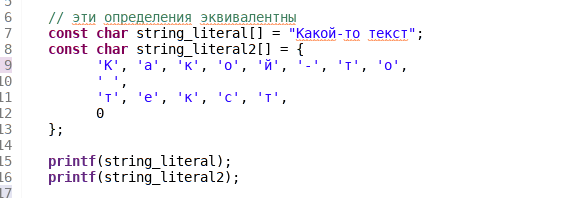 6 // эти определения эквивалентны
7 const char string_literal[] = "Какой-то текст";
8 const char string_literal2[] = {
9 'К', 'а', 'к', 'о', 'й', '-', 'т', 'о',
10 ' ',
11 'т', 'е', 'к', 'с', 'т',
12 0
13 };
14
15 printf(string_literal);
16 printf(string_literal2);
17